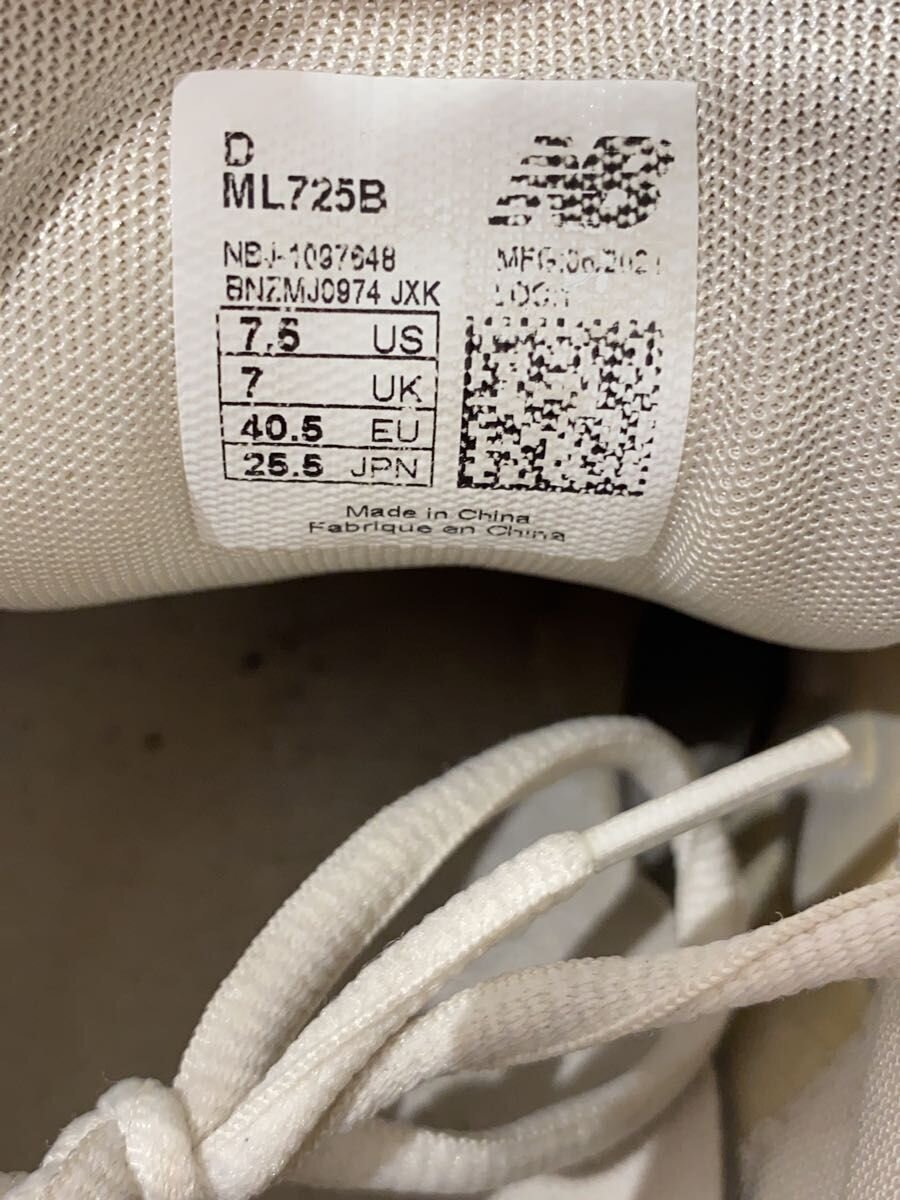 D
ML725B
NBJ-1097648
BNZMJ0974 JXK
MFG:06/2021
7.5 US
7 UK
40.5 EU
25.5 JPN
Made in China
Fabrique en China